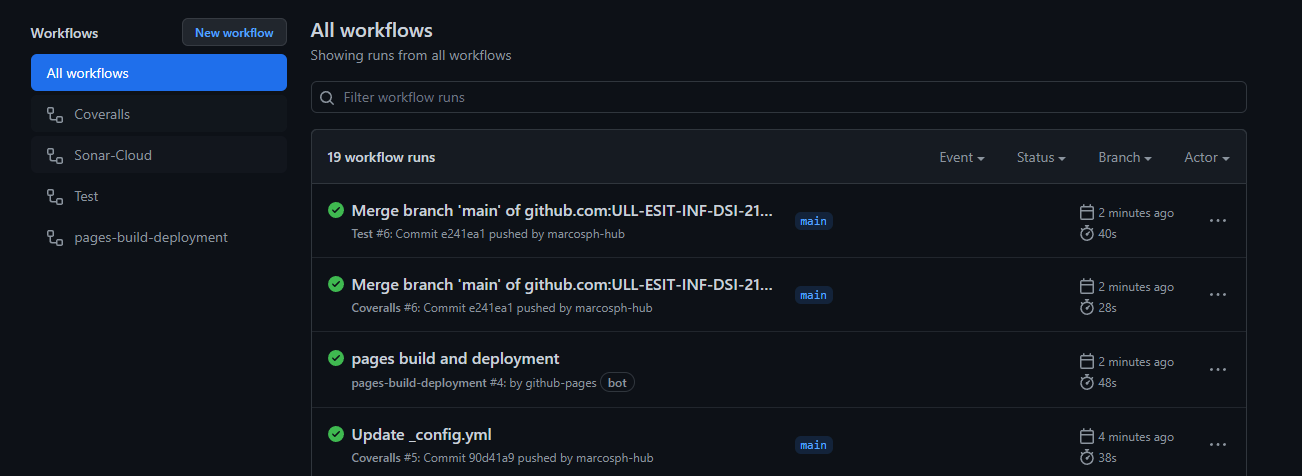 Workflows
New workflow
All workflows
Coveralls
Sonar-Cloud
Test
pages-build-deployment
All workflows
Showing runs from all workflows
Filter workflow runs
19 workflow runs
Event
Status
Branch
Actor
Merge branch 'main' of github.com:ULL-ESIT-INF-DSI-21...
main
2 minutes ago
Test #6: Commit e241ea1 pushed by marcosph-hub
40s
Merge branch 'main' of github.com:ULL-ESIT-INF-DSI-21...
main
2 minutes ago
Coveralls #6: Commit e241ea1 pushed by marcosph-hub
28s
pages build and deployment
2 minutes ago
pages-build-deployment #4: by github-pages bot
48s
Update _config.yml
main
4 minutes ago
Coveralls #5: Commit 90d41a9 pushed by marcosph-hub
38s